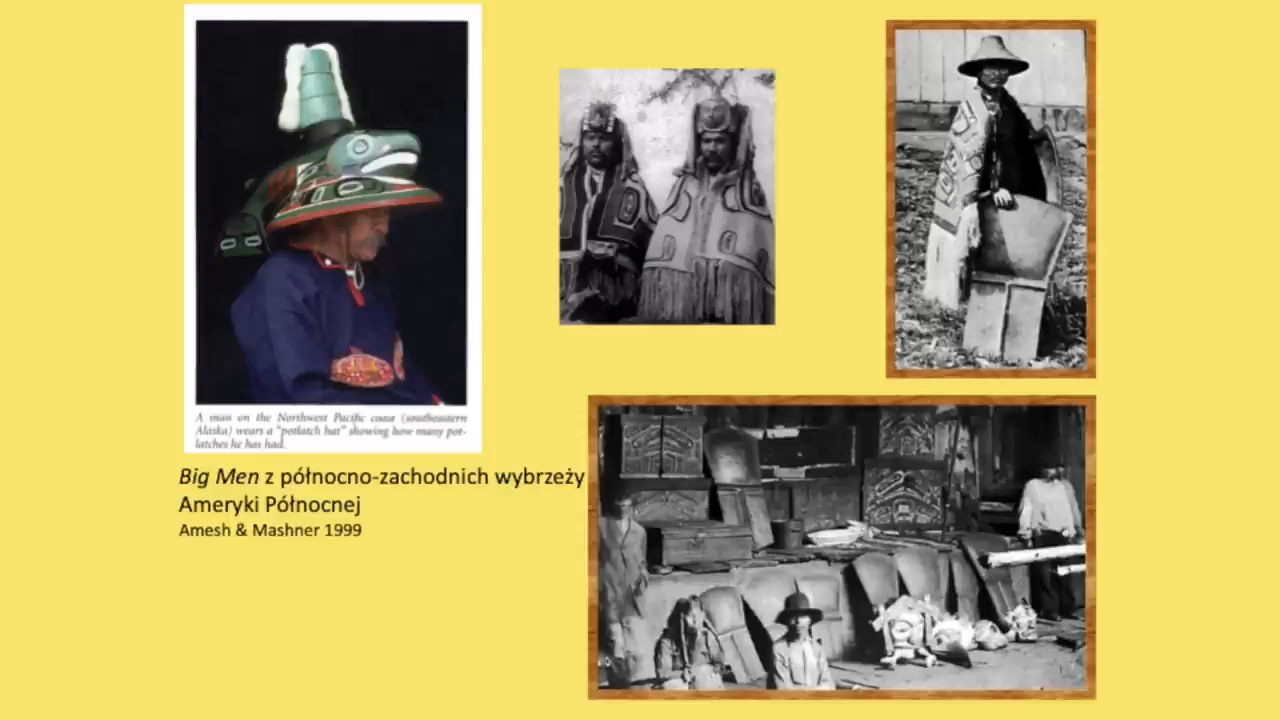 A man on the Northwest Pacific coast (southeastern
Alaska) wears a "potlatch hat" showing how many pot-
latches he has had.
Big Men z północno-zachodnich wybrzeży
Ameryki Północnej
Amesh & Mashner 1999